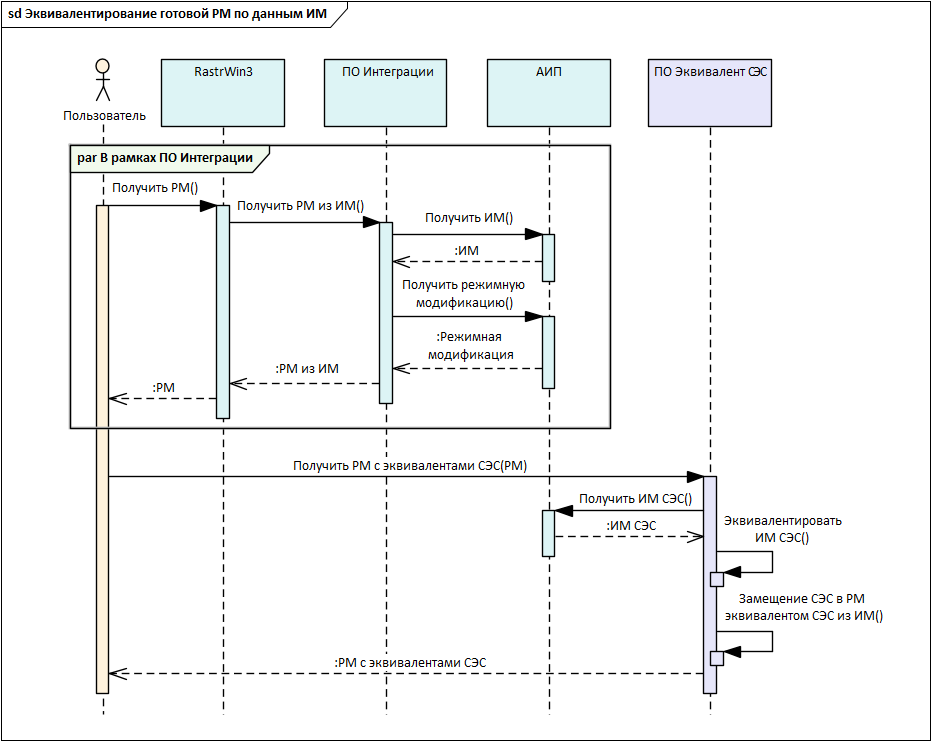 sd Эквивалентирование готовой РМ по данным ИМ
Пользователь
RastrWin3
ПО Интеграции
АИП
ПО Эквивалент СЭС
par В рамках ПО Интеграции
Получить РМ()
Получить РМ из ИМ()
Получить ИМ()
:ИМ
Получить режимную
модификацию()
:Режимная
модификация
:РМ из ИМ
:РМ
Получить РМ с эквивалентами СЭС(РМ)
Получить ИМ СЭС()
:ИМ СЭС
Эквивалентировать
ИМ СЭС()
Замещение СЭС в РМ
эквивалентом СЭС из ИМ()
:РМ с эквивалентами СЭС